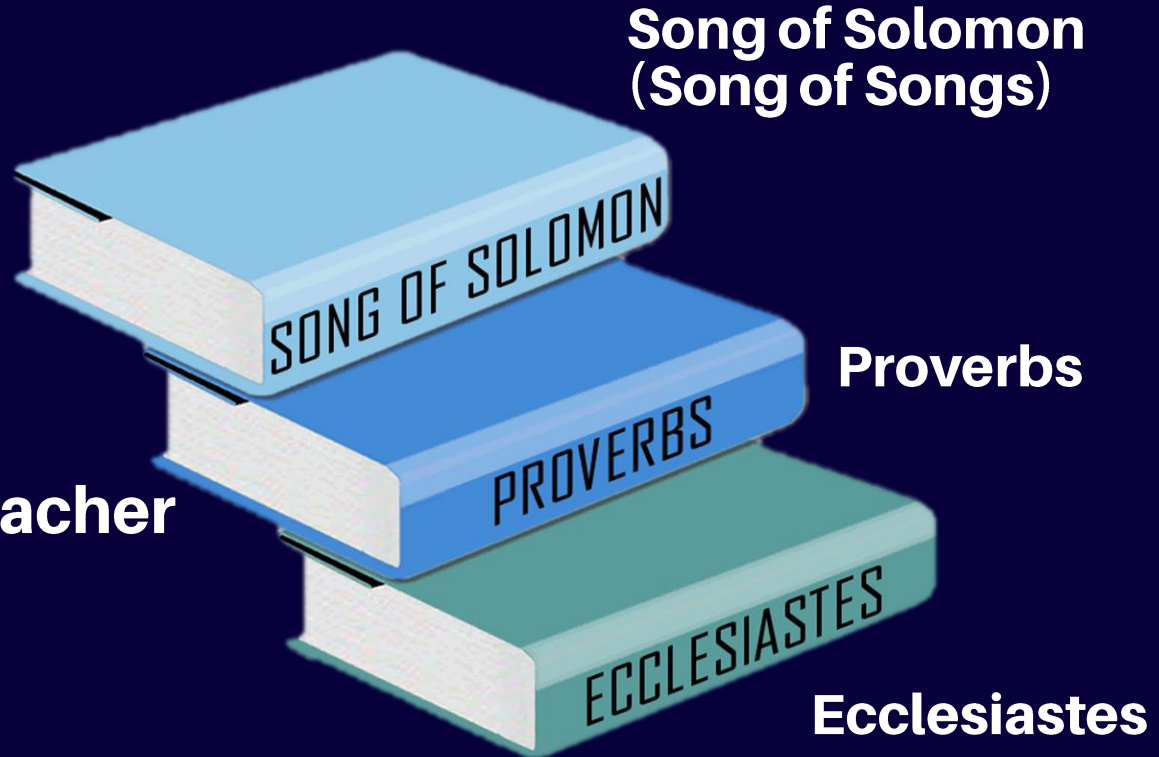 Song of Solomon
(Song of Songs)
SONG OF SOLOMON
Proverbs
PROVERBS
acher
ECCLESIASTES
Ecclesiastes